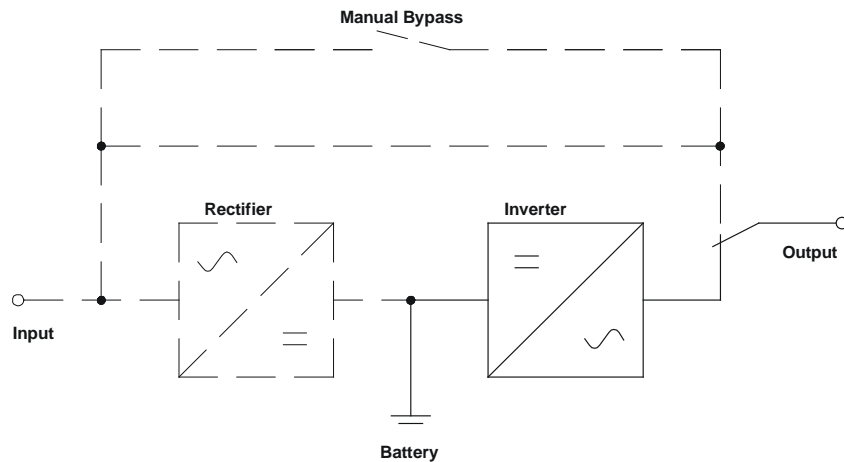 Manual Bypass
Rectifier
Inverter
Output
Input
Battery